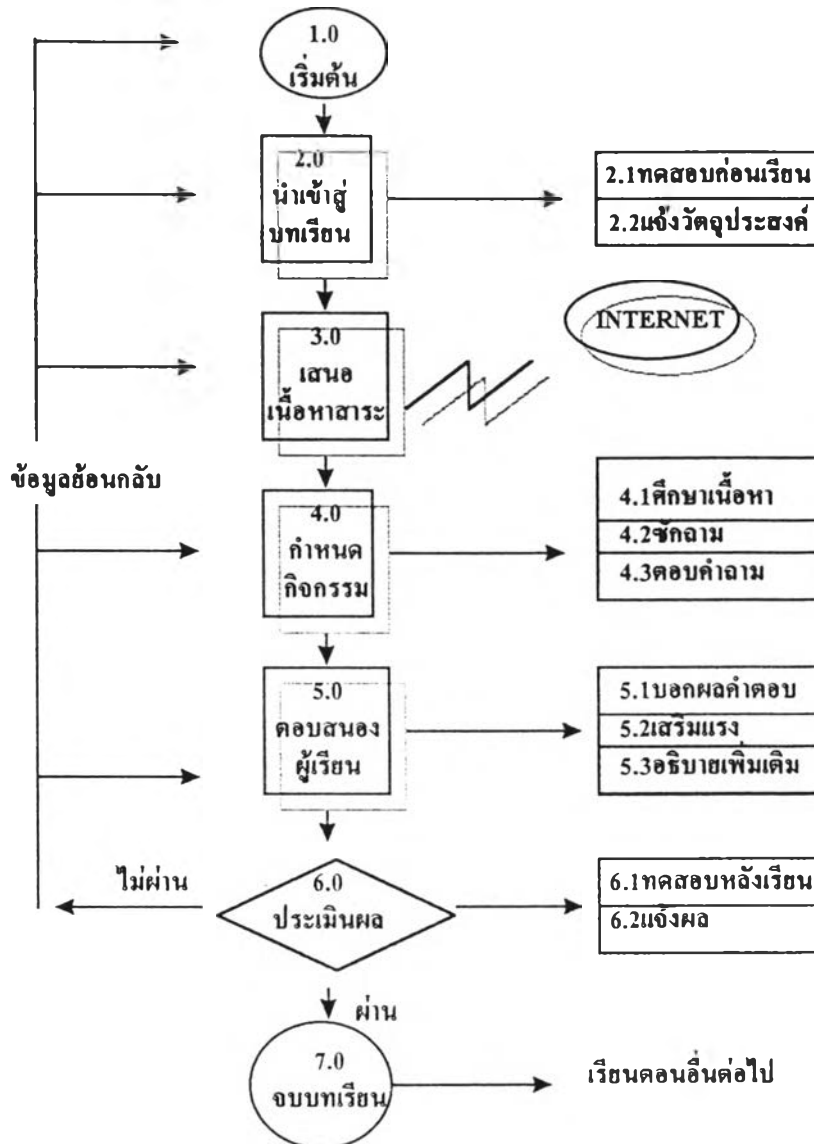 1.0
เริ่มต้น
2.0
นำเข้าสู่
บทเรียน
2.1ทดสอบก่อนเรียน
2.2แจ้งวัตถุประสงค์
INTERNET
3.0
เสนอ
เนื้อหาสาระ
ข้อมูลย้อนกลับ
4.0
กำหนด
กิจกรรม
4.1ศึกษาเนื้อหา
4.2ซักถาม
4.3ตอบคำถาม
5.0
ตอบสนอง
ผู้เรียน
5.1บอกผลคำตอบ
5.2เสริมแรง
5.3อธิบายเพิ่มเติม
ไม่ผ่าน
6.0
ประเมินผล
6.1ทดสอบหลังเรียน
6.2แจ้งผล
ผ่าน
7.0
จบบทเรียน
เรียนตอนอื่นต่อไป